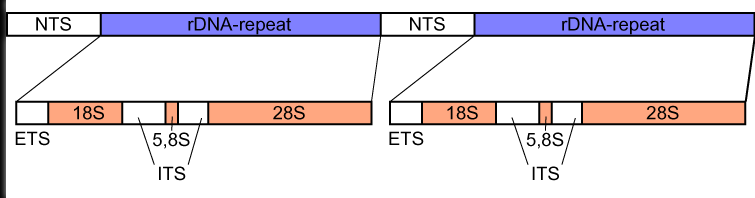 NTS rDNA-repeat NTS rDNA-repeat
18S 28S 18S 28S
ETS 5,8S ETS 5,8S
ITS ITS